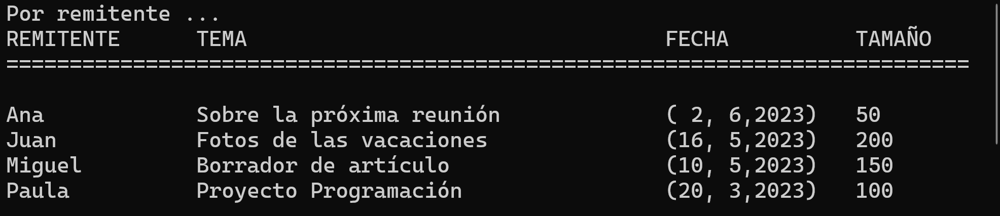 Por remitente ...
REMITENTE      TEMA                                 FECHA          TAMAÑO
============================================================================
Ana            Sobre la próxima reunión             ( 2, 6,2023)   50
Juan           Fotos de las vacaciones              (16, 5,2023)   200
Miguel         Borrador de artículo                 (10, 5,2023)   150
Paula          Proyecto Programación                (20, 3,2023)   100